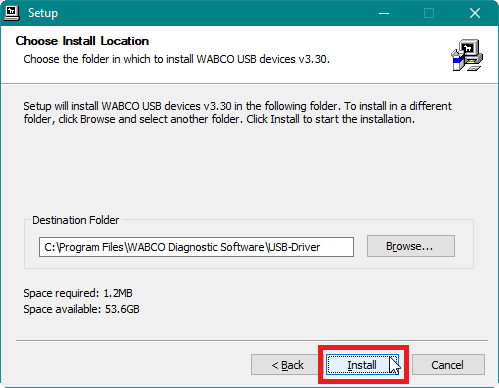 Setup
Choose Install Location
Choose the folder in which to install WABCO USB devices v3.30.
Setup will install WABCO USB devices v3.30 in the following folder. To install in a different
folder, click Browse and select another folder. Click Install to start the installation.
Destination Folder
C:\Program Files\WABCO Diagnostic Software\USB-Driver
Browse...
Space required: 1.2MB
Space available: 53.6GB
< Back
Install
Cancel